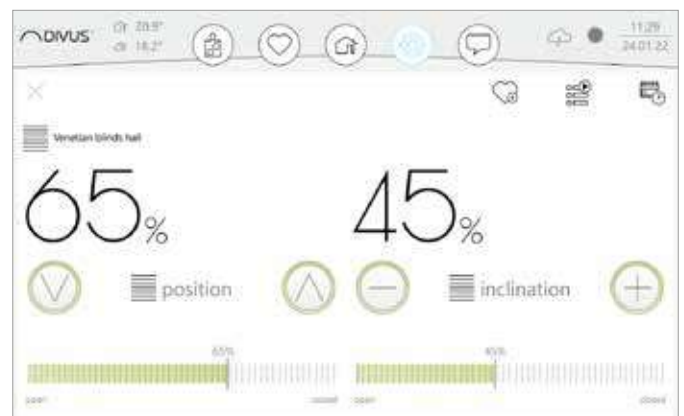 DIVUS
20.9°
18.2°
11:29
24.01.22
Venetian blinds hall
65%
45%
position
inclination
65%
45%
open
closed
open
closed